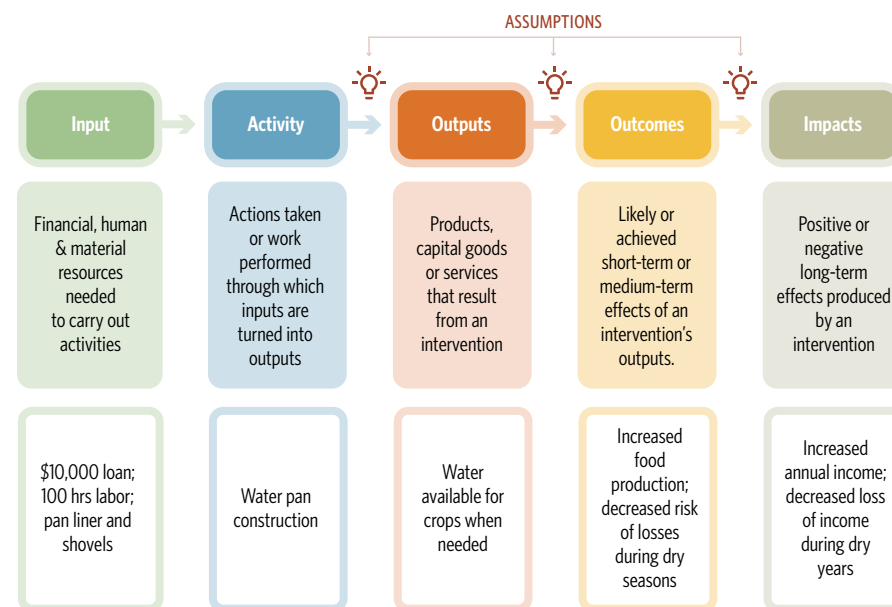 ASSUMPTIONS
Input
Activity
Outputs
Outcomes
Impacts
Financial, human
& material
resources
needed
to carry out
activities
Actions taken
or work
performed
through which
inputs are
turned into
outputs
Products,
capital goods
or services
that result
from an
intervention
Likely or
achieved
short-term or
medium-term
effects of an
intervention's
outputs.
Positive or
negative
long-term
effects produced
by an
intervention
$10,000 loan;
100 hrs labor;
pan liner and
shovels
Water pan
construction
Water
available for
crops when
needed
Increased
food
production;
decreased risk
of losses
during dry
seasons
Increased
annual income;
decreased loss
of income
during dry
years